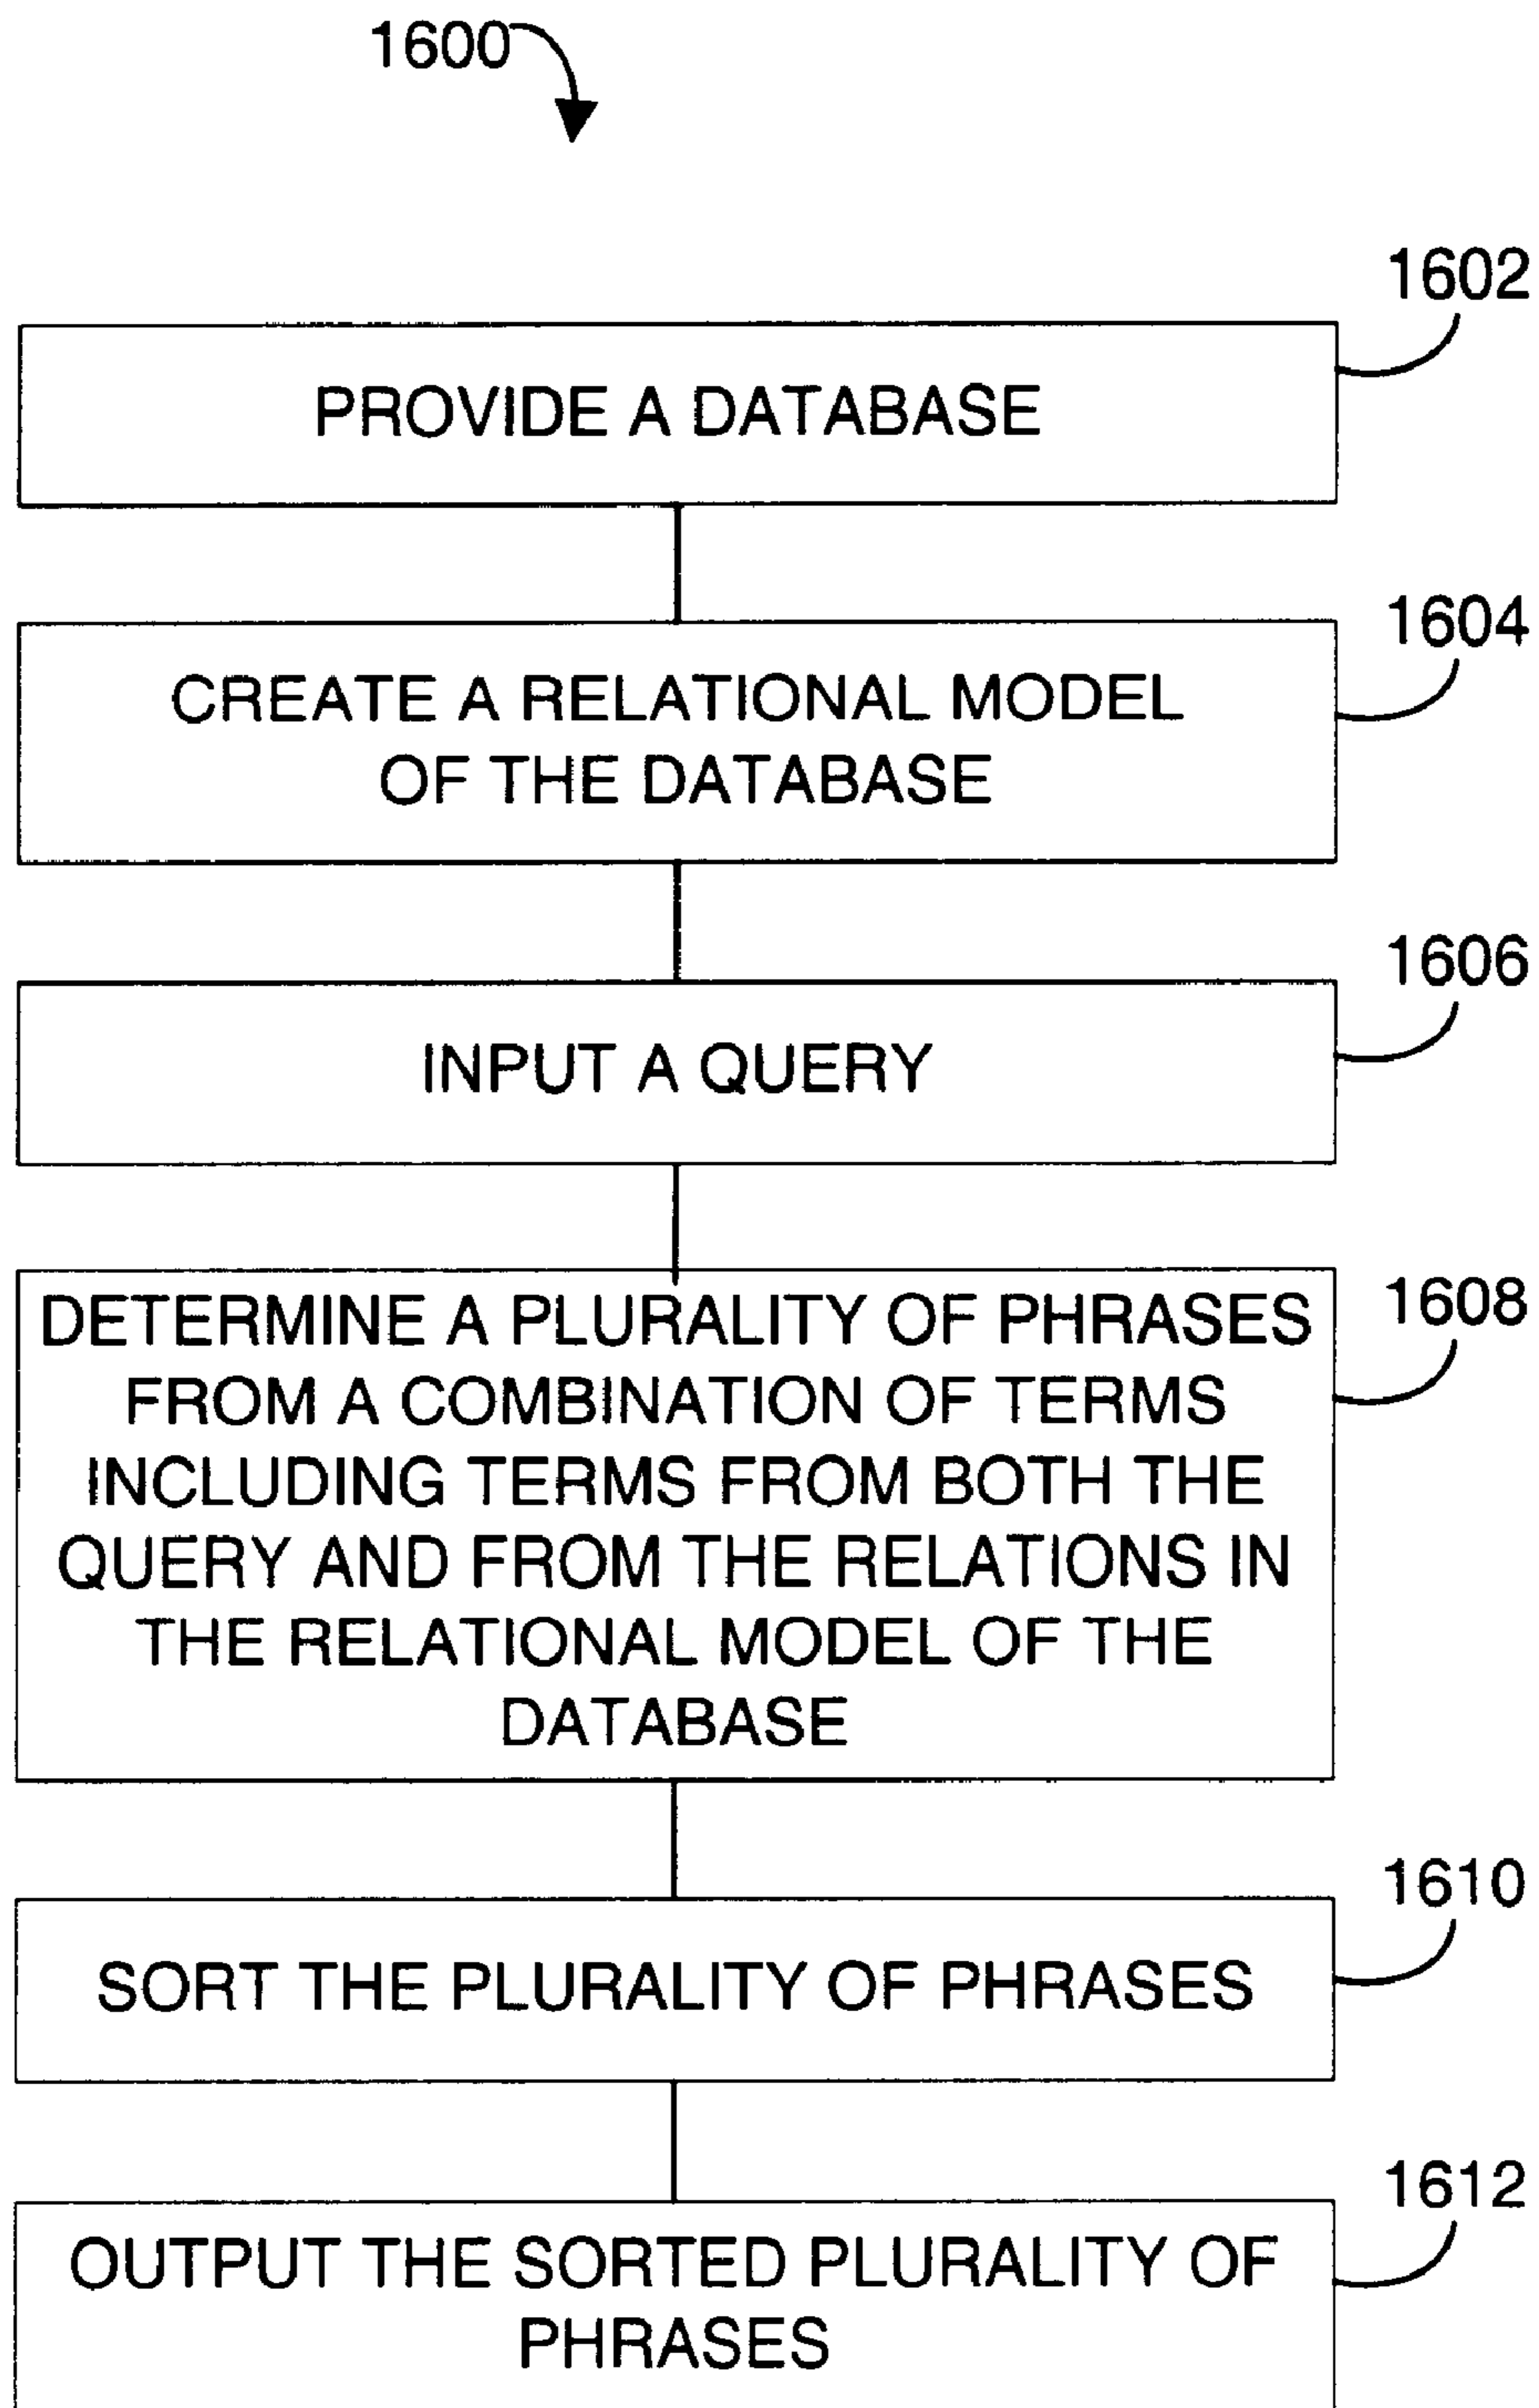 1600
1602
PROVIDE A DATABASE
1604
CREATE A RELATIONAL MODEL
OF THE DATABASE
1606
INPUT A QUERY
1608
DETERMINE A PLURALITY OF PHRASES
FROM A COMBINATION OF TERMS
INCLUDING TERMS FROM BOTH THE
QUERY AND FROM THE RELATIONS IN
THE RELATIONAL MODEL OF THE
DATABASE
1610
SORT THE PLURALITY OF PHRASES
1612
OUTPUT THE SORTED PLURALITY OF
PHRASES